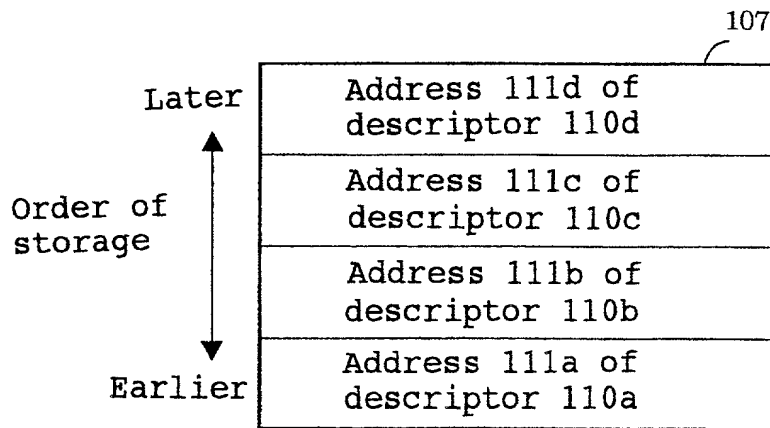 107
Later
Address 111d of
descriptor 110d
Address 111c of
descriptor 110c
Order of
storage
Address 111b of
descriptor 110b
Earlier
Address 111a of
descriptor 110a